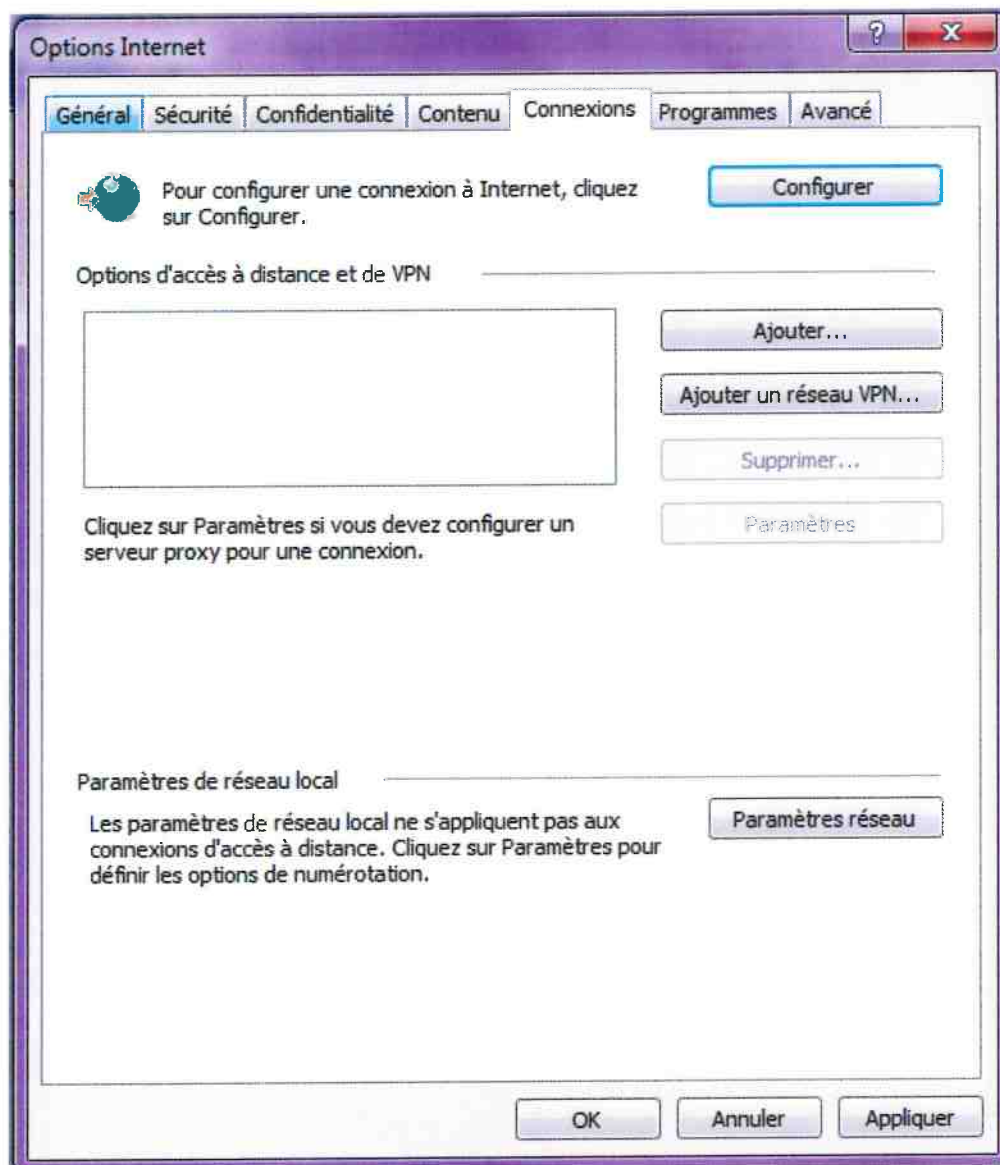 Options Internet
?
X
Général Sécurité Confidentialité Contenu Connexions Programmes Avancé
Pour configurer une connexion à Internet, cliquez
sur Configurer.
Configurer
Options d'accès à distance et de VPN
Ajouter...
Ajouter un réseau VPN...
Supprimer...
Cliquez sur Paramètres si vous devez configurer un
serveur proxy pour une connexion.
Paramètres
Paramètres de réseau local
Les paramètres de réseau local ne s'appliquent pas aux
connexions d'accès à distance. Cliquez sur Paramètres pour
définir les options de numérotation.
Paramètres réseau
OK Annuler Appliquer